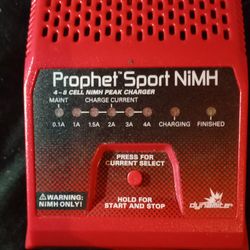 Prophet™ Sport NiMH
4 - 8 CELL NIMH PEAK CHARGER
MAINT CHARGE CURRENT
0.1A 1A 1.5A 2A 3A 4A CHARGING FINISHED
PRESS FOR
CURRENT SELECT
⚠WARNING:
NiMH ONLY!
HOLD FOR
START AND STOP
dynamite